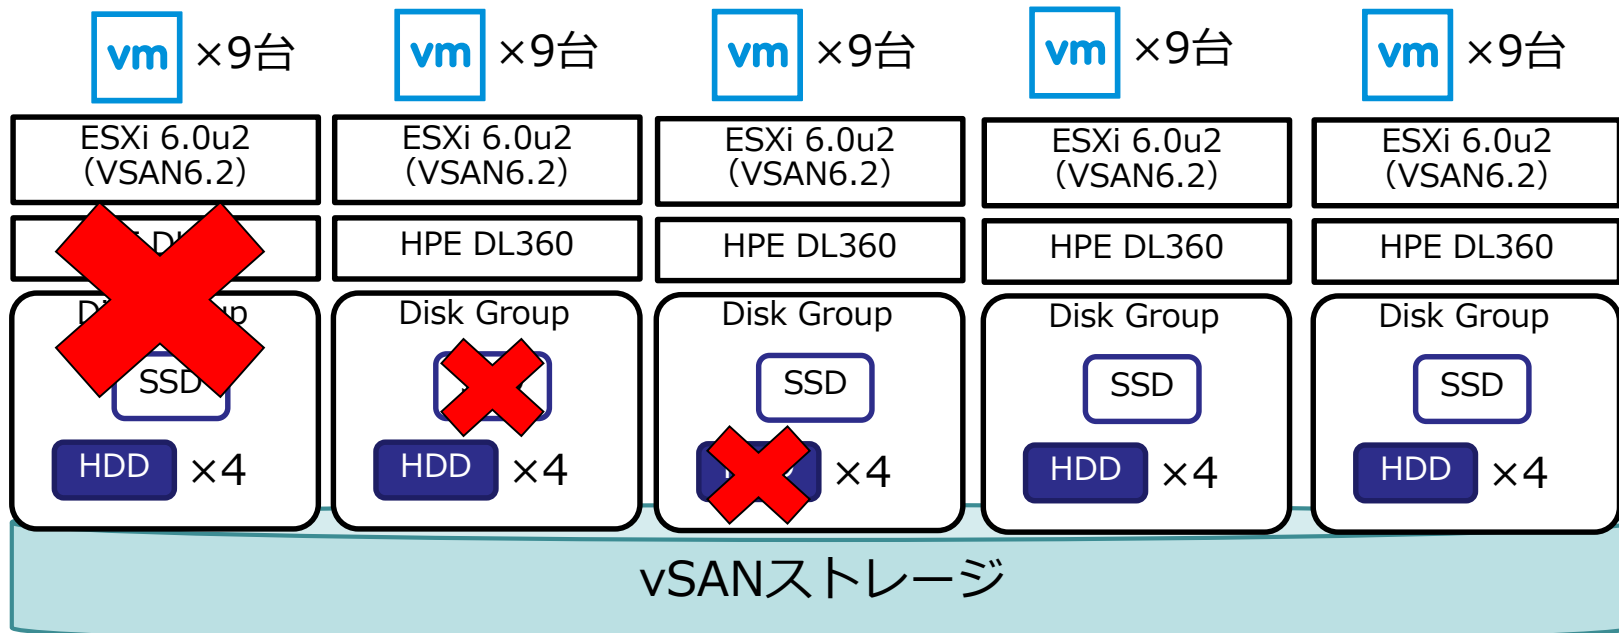 vm ×9台
vm ×9台
vm ×9台
vm ×9台
vm ×9台
ESXi 6.0u2
（VSAN6.2）
ESXi 6.0u2
（VSAN6.2）
ESXi 6.0u2
（VSAN6.2）
ESXi 6.0u2
（VSAN6.2）
ESXi 6.0u2
（VSAN6.2）
HPE DL360
HPE DL360
HPE DL360
HPE DL360
Disk Group
Disk Group
Disk Group
Disk Group
SSD
SSD
SSD
SSD
HDD ×4
HDD ×4
×4
HDD ×4
HDD ×4
vSANストレージ